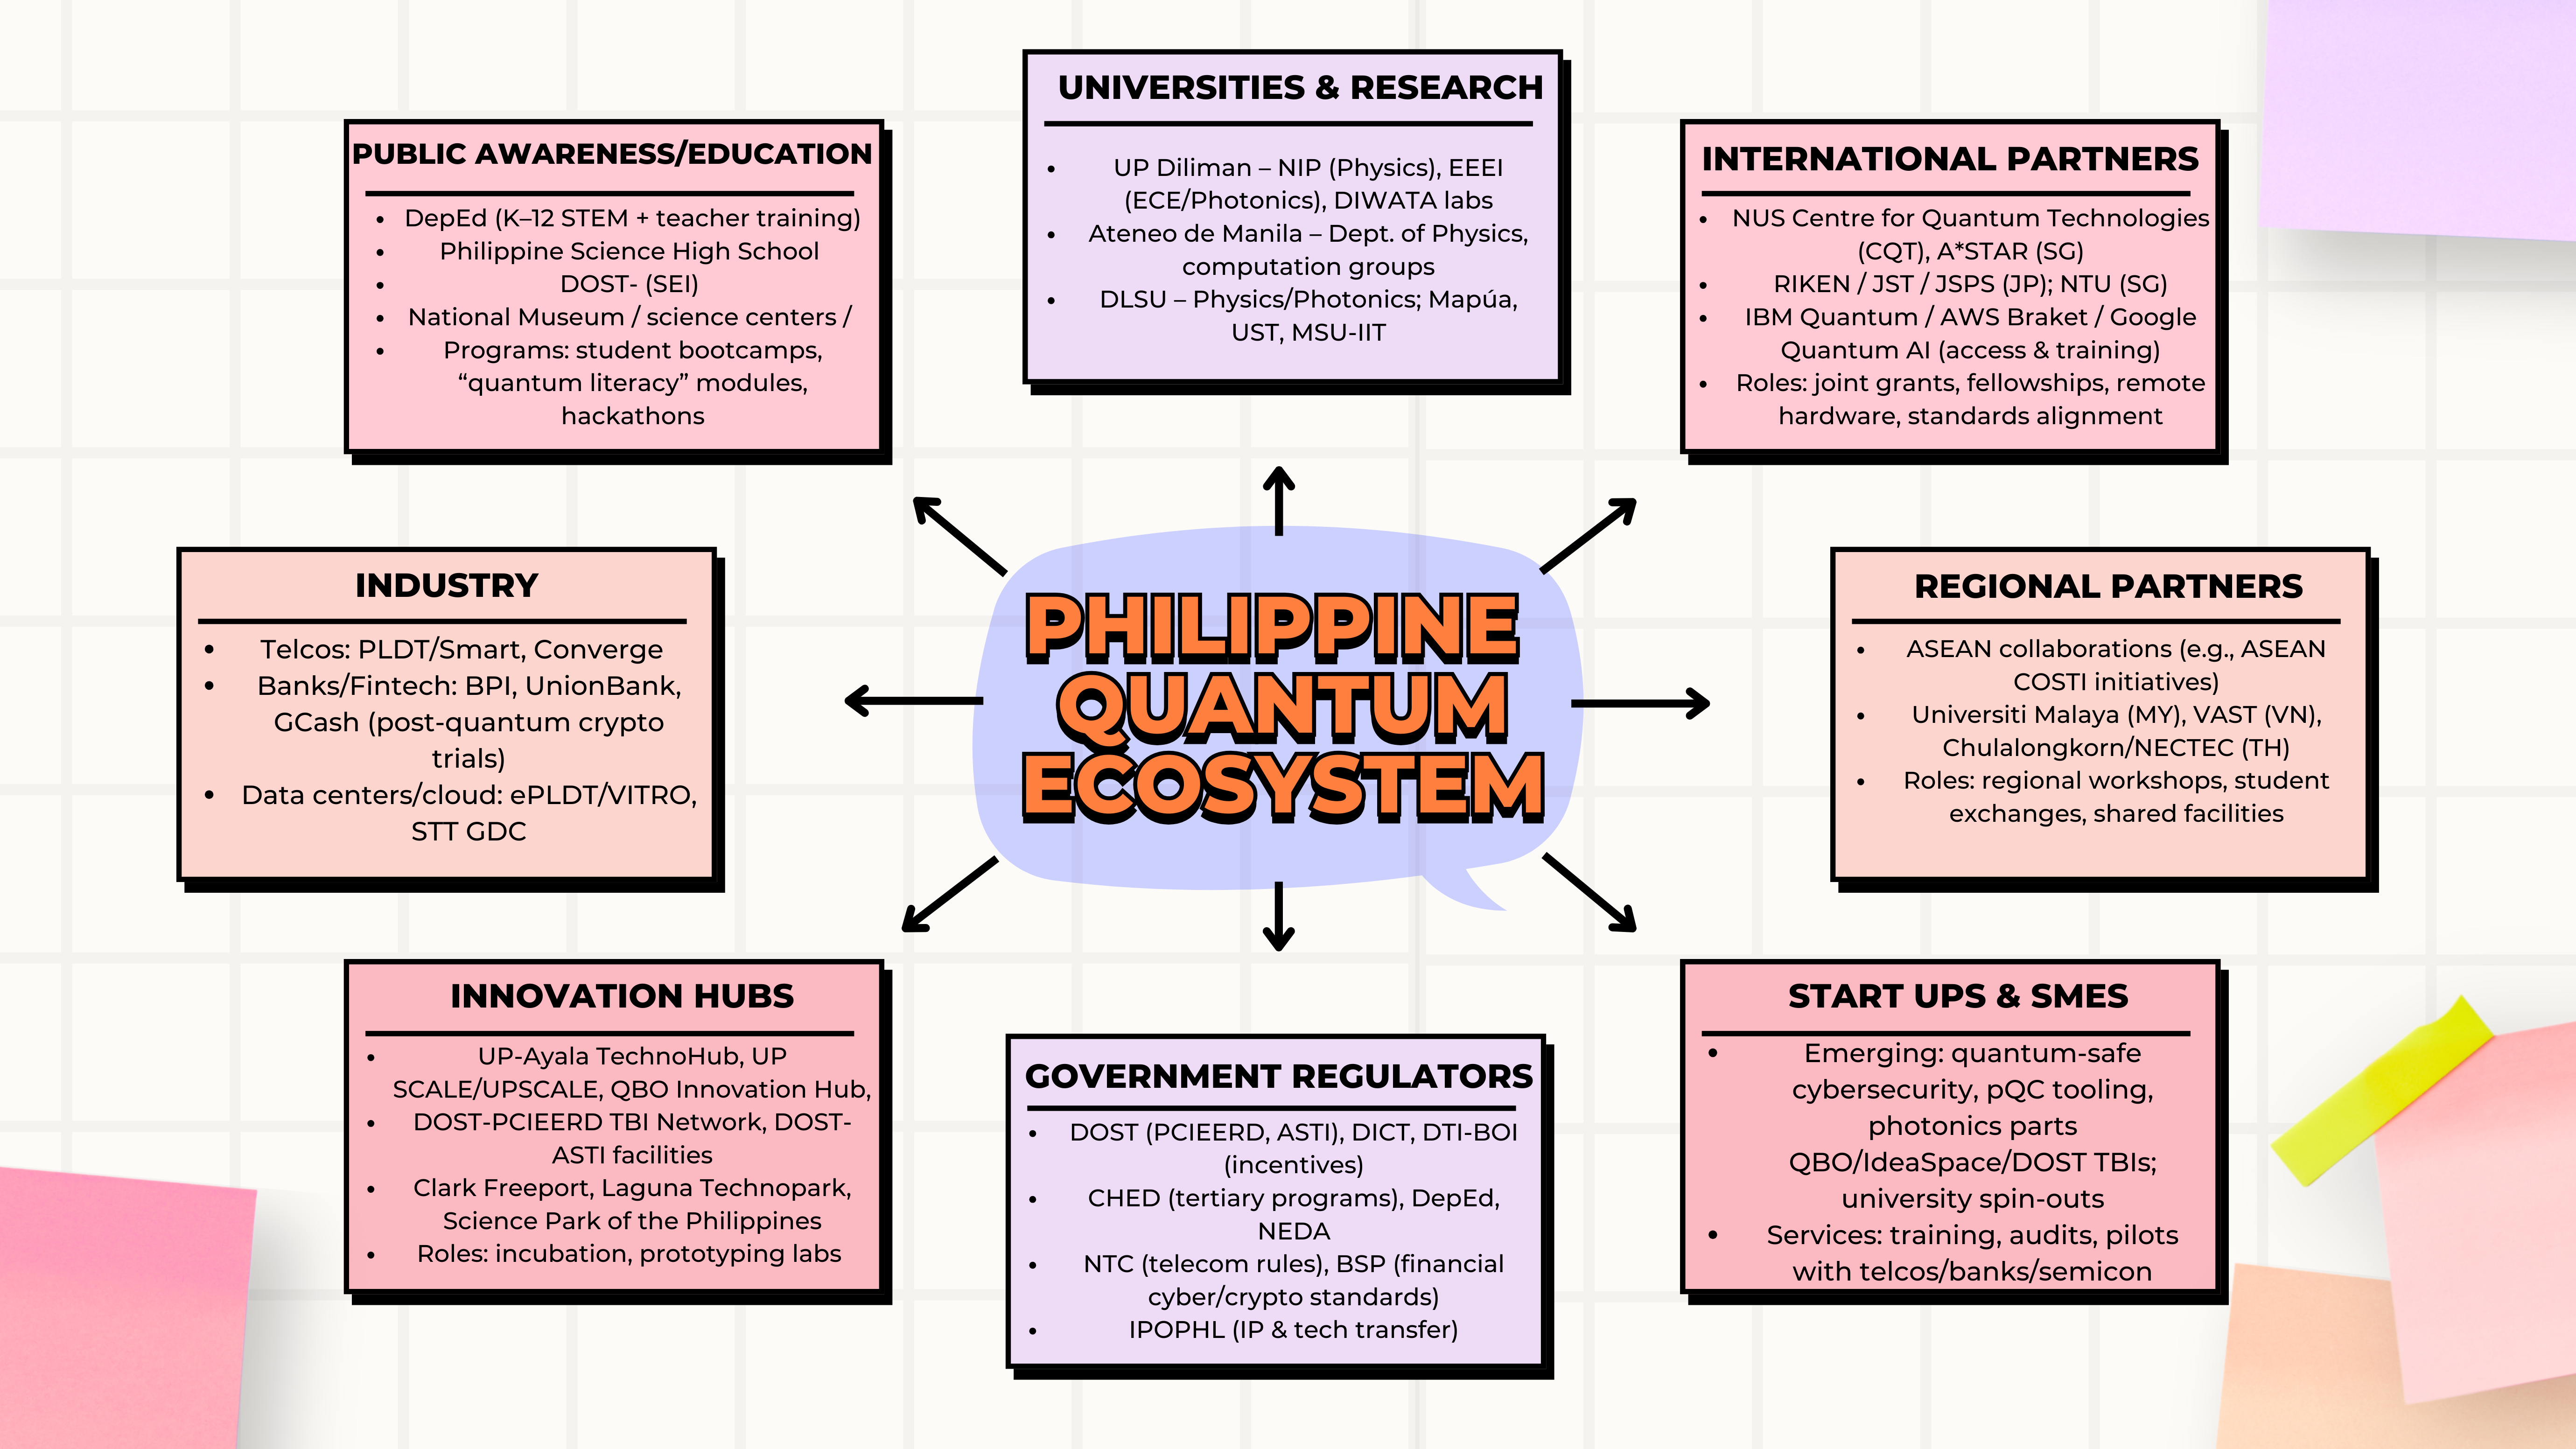 UNIVERSITIES & RESEARCH
• UP Diliman – NIP (Physics), EEEI
(ECE/Photonics), DIWATA labs
• Ateneo de Manila – Dept. of Physics,
computation groups
• DLSU – Physics/Photonics; Mapúa,
UST, MSU-IIT
PUBLIC AWARENESS/EDUCATION
• DepEd (K–12 STEM + teacher training)
• Philippine Science High School
• DOST- (SEI)
• National Museum / science centers /
• Programs: student bootcamps,
“quantum literacy” modules,
hackathons
INTERNATIONAL PARTNERS
• NUS Centre for Quantum Technologies
(CQT), A*STAR (SG)
• RIKEN / JST / JSPS (JP); NTU (SG)
• IBM Quantum / AWS Braket / Google
Quantum AI (access & training)
• Roles: joint grants, fellowships, remote
hardware, standards alignment
INDUSTRY
• Telcos: PLDT/Smart, Converge
• Banks/Fintech: BPI, UnionBank,
GCash (post-quantum crypto
trials)
• Data centers/cloud: ePLDT/VITRO,
STT GDC
PHILIPPINE
QUANTUM
ECOSYSTEM
REGIONAL PARTNERS
• ASEAN collaborations (e.g., ASEAN
COSTI initiatives)
• Universiti Malaya (MY), VAST (VN),
Chulalongkorn/NECTEC (TH)
• Roles: regional workshops, student
exchanges, shared facilities
INNOVATION HUBS
• UP-Ayala TechnoHub, UP
SCALE/UPSCALE, QBO Innovation Hub,
• DOST-PCIEERD TBI Network, DOST-
ASTI facilities
• Clark Freeport, Laguna Technopark,
Science Park of the Philippines
• Roles: incubation, prototyping labs
GOVERNMENT REGULATORS
• DOST (PCIEERD, ASTI), DICT, DTI-BOI
(incentives)
• CHED (tertiary programs), DepEd,
NEDA
• NTC (telecom rules), BSP (financial
cyber/crypto standards)
• IPOPHL (IP & tech transfer)
START UPS & SMES
• Emerging: quantum-safe
cybersecurity, pQC tooling,
photonics parts
QBO/IdeaSpace/DOST TBIs;
university spin-outs
• Services: training, audits, pilots
with telcos/banks/semicon